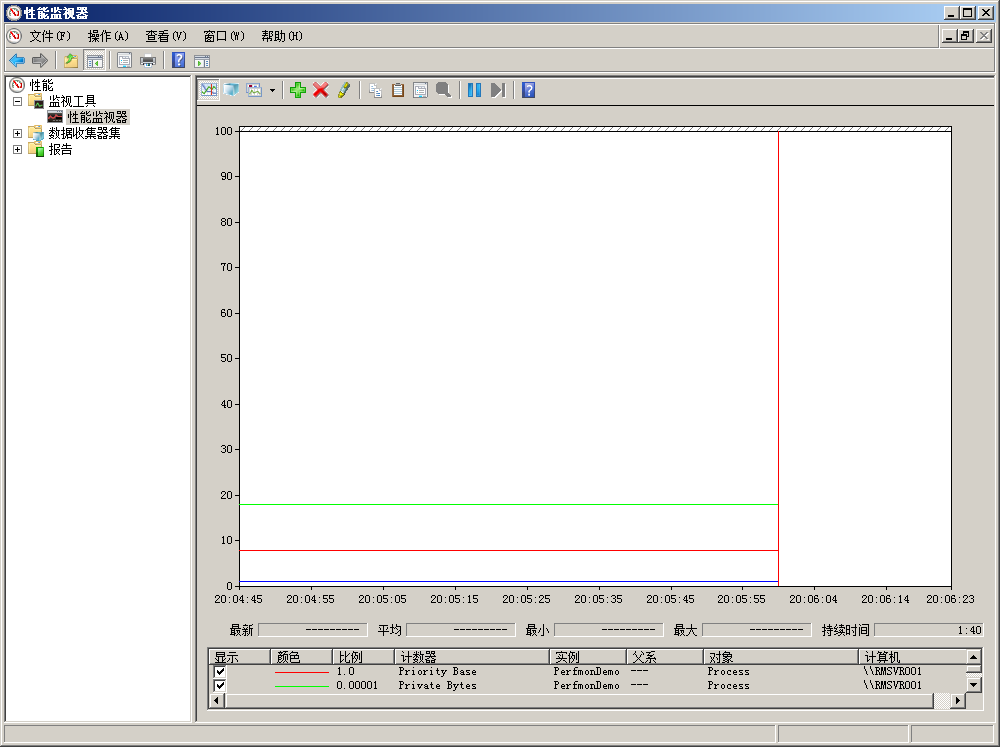 性能监视器
文件(F) 操作(A) 查看(V) 窗口(W) 帮助(H)
性能
监视工具
性能监视器
数据收集器集
报告
100
90
80
70
60
50
40
30
20
10
0
20:04:45 20:04:55 20:05:05 20:05:15 20:05:25 20:05:35 20:05:45 20:05:55 20:06:04 20:06:14 20:06:23
最新 --------- 平均 --------- 最小 --------- 最大 --------- 持续时间 1:40
显示 颜色 比例 计数器 实例 父系 对象 计算机
1.0 Priority Base PerfmonDemo --- Process \\RMSVR001
0.00001 Private Bytes PerfmonDemo --- Process \\RMSVR001